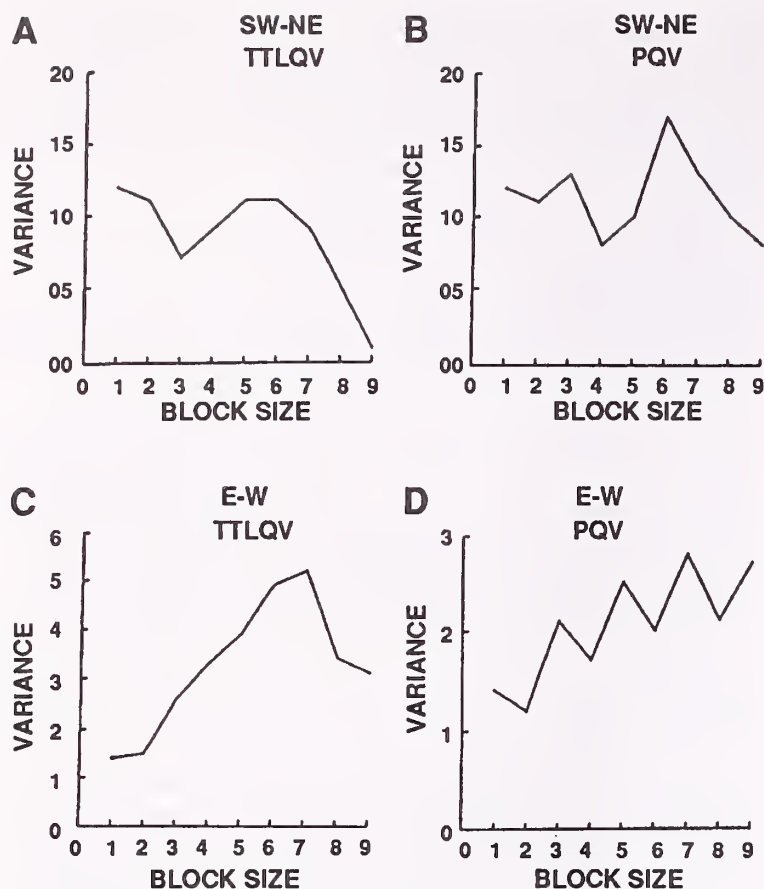 A
SW-NE
TTLQV
20
15
10
05
00
VARIANCE
0 1 2 3 4 5 6 7 8 9
BLOCK SIZE
B
SW-NE
PQV
20
15
10
05
00
VARIANCE
0 1 2 3 4 5 6 7 8 9
BLOCK SIZE
C
E-W
TTLQV
6
5
4
3
2
1
0
VARIANCE
0 1 2 3 4 5 6 7 8 9
BLOCK SIZE
D
E-W
PQV
3
2
1
0
VARIANCE
0 1 2 3 4 5 6 7 8 9
BLOCK SIZE